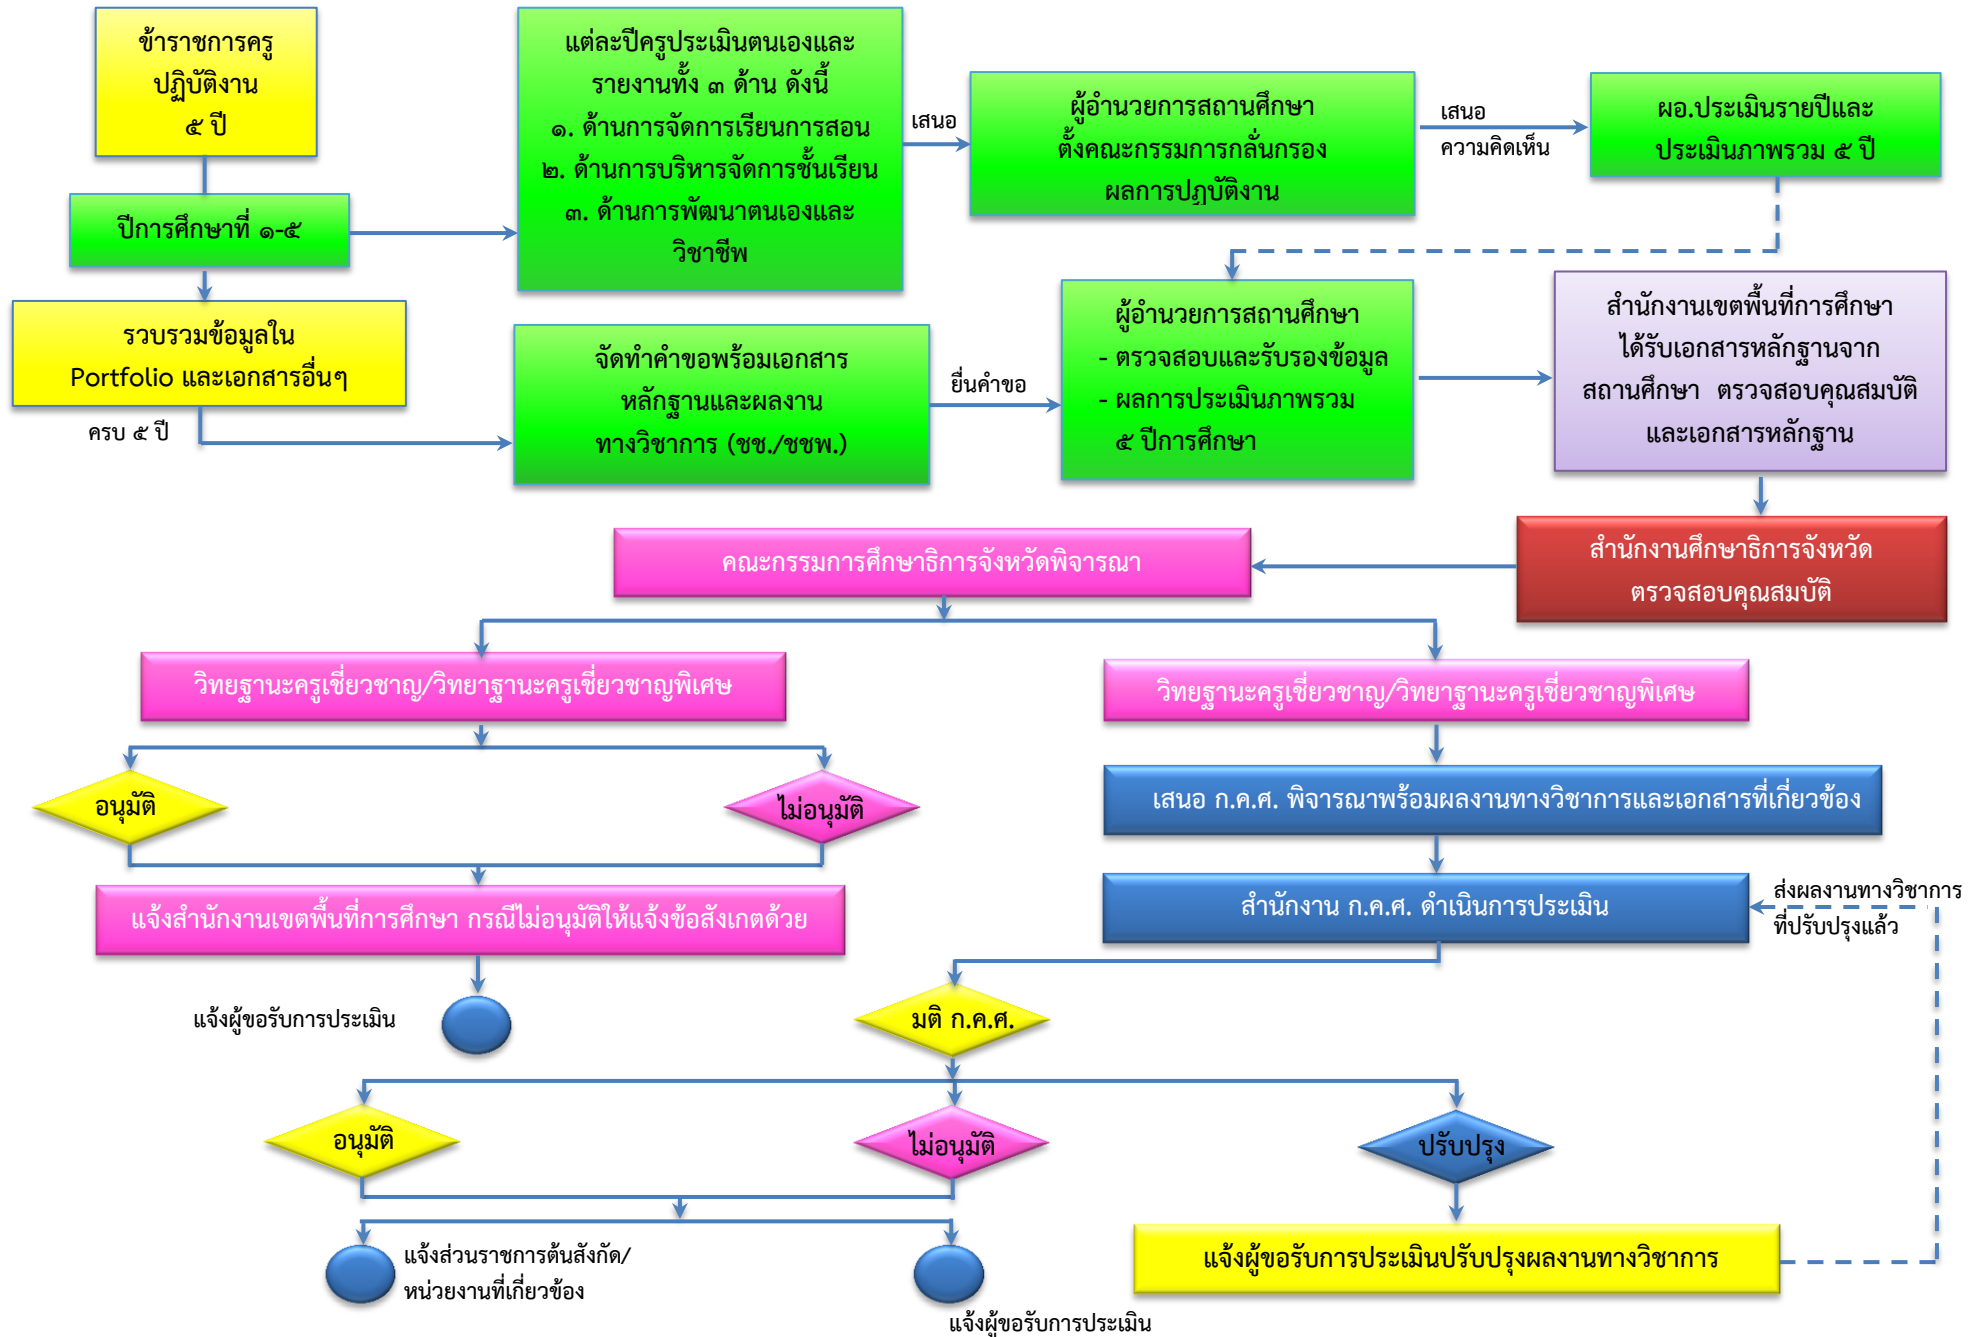 ข้าราชการครู
ปฏิบัติงาน
๕ ปี
ปีการศึกษาที่ ๑-๕
รวบรวมข้อมูลใน
Portfolio และเอกสารอื่นๆ
ครบ ๕ ปี
แต่ละปีครูประเมินตนเองและ
รายงานทั้ง ๓ ด้าน ดังนี้
๑. ด้านการจัดการเรียนการสอน
๒. ด้านการบริหารจัดการชั้นเรียน
๓. ด้านการพัฒนาตนเองและ
วิชาชีพ
เสนอ
ผู้อำนวยการสถานศึกษา
ตั้งคณะกรรมการกลั่นกรอง
ผลการปฏบัติงาน
เสนอ
ความคิดเห็น
ผอ.ประเมินรายปีและ
ประเมินภาพรวม ๕ ปี
จัดทำคำขอพร้อมเอกสาร
หลักฐานและผลงาน
ทางวิชาการ (ชช./ชชพ.)
ยื่นคำขอ
ผู้อำนวยการสถานศึกษา
- ตรวจสอบและรับรองข้อมูล
- ผลการประเมินภาพรวม
๕ ปีการศึกษา
สำนักงานเขตพื้นที่การศึกษา
ได้รับเอกสารหลักฐานจาก
สถานศึกษา ตรวจสอบคุณสมบัติ
และเอกสารหลักฐาน
สำนักงานศึกษาธิการจังหวัด
ตรวจสอบคุณสมบัติ
คณะกรรมการศึกษาธิการจังหวัดพิจารณา
วิทยฐานะครูเชี่ยวชาญ/วิทยาฐานะครูเชี่ยวชาญพิเศษ
อนุมัติ
ไม่อนุมัติ
แจ้งสำนักงานเขตพื้นที่การศึกษา กรณีไม่อนุมัติให้แจ้งข้อสังเกตด้วย
แจ้งผู้ขอรับการประเมิน
วิทยฐานะครูเชี่ยวชาญ/วิทยาฐานะครูเชี่ยวชาญพิเศษ
เสนอ ก.ค.ศ. พิจารณาพร้อมผลงานทางวิชาการและเอกสารที่เกี่ยวข้อง
สำนักงาน ก.ค.ศ. ดำเนินการประเมิน
ส่งผลงานทางวิชาการ
ที่ปรับปรุงแล้ว
มติ ก.ค.ศ.
อนุมัติ
ไม่อนุมัติ
ปรับปรุง
แจ้งส่วนราชการต้นสังกัด/
หน่วยงานที่เกี่ยวข้อง
แจ้งผู้ขอรับการประเมิน
แจ้งผู้ขอรับการประเมินปรับปรุงผลงานทางวิชาการ